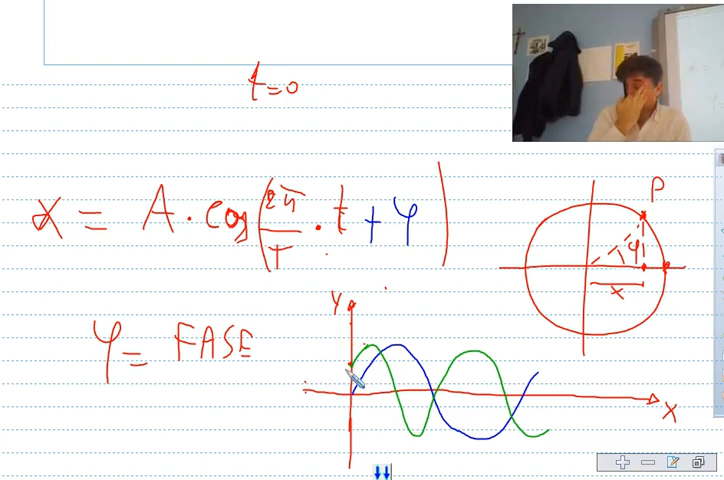 t=0
x = A · cos(2π/T · t + φ)
P
φ
x
φ = FASE
y
x